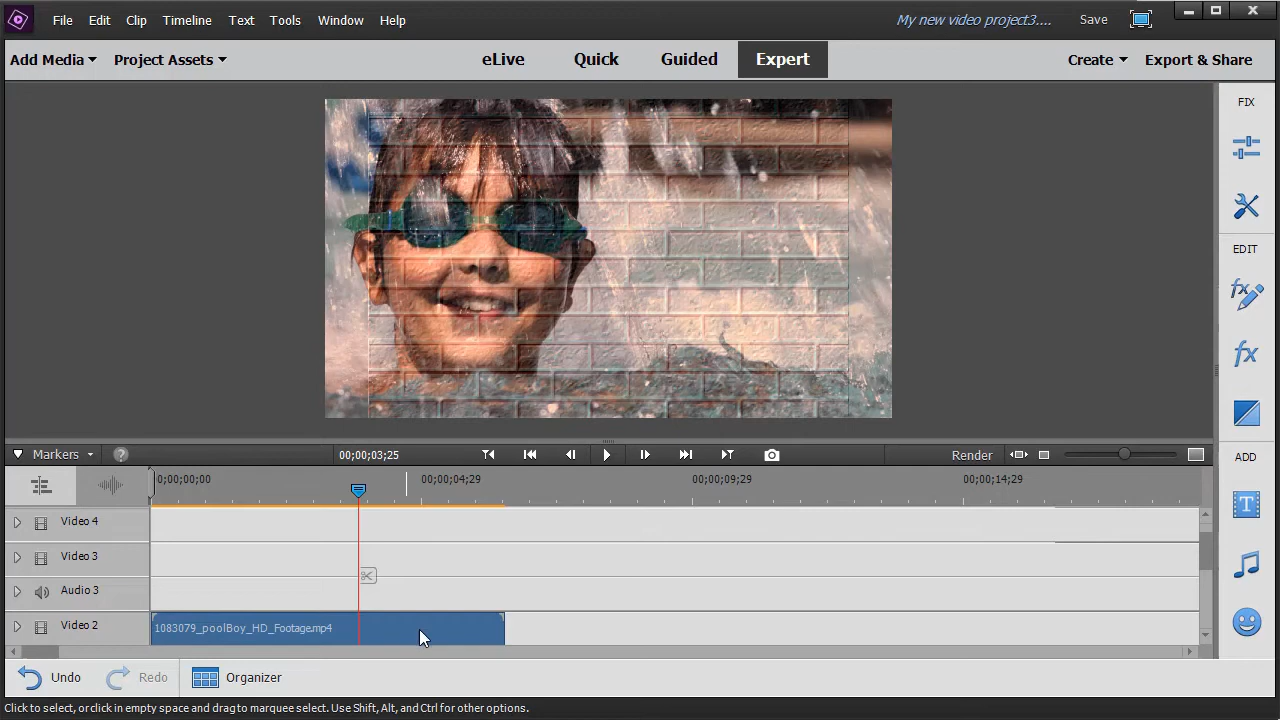 File Edit Clip Timeline Text Tools Window Help My new video project3.... Save
Add Media Project Assets eLive Quick Guided Expert Create Export & Share
FIX
EDIT
Markers ? 00;00;03;25 Render
ADD
0;00;00;00 00;00;04;29 00;00;09;29 00;00;14;29
Video 4
Video 3
Audio 3
Video 2 1083079_poolBoy_HD_Footage.mp4
Undo Redo Organizer
Click to select, or click in empty space and drag to marquee select. Use Shift, Alt, and Ctrl for other options.